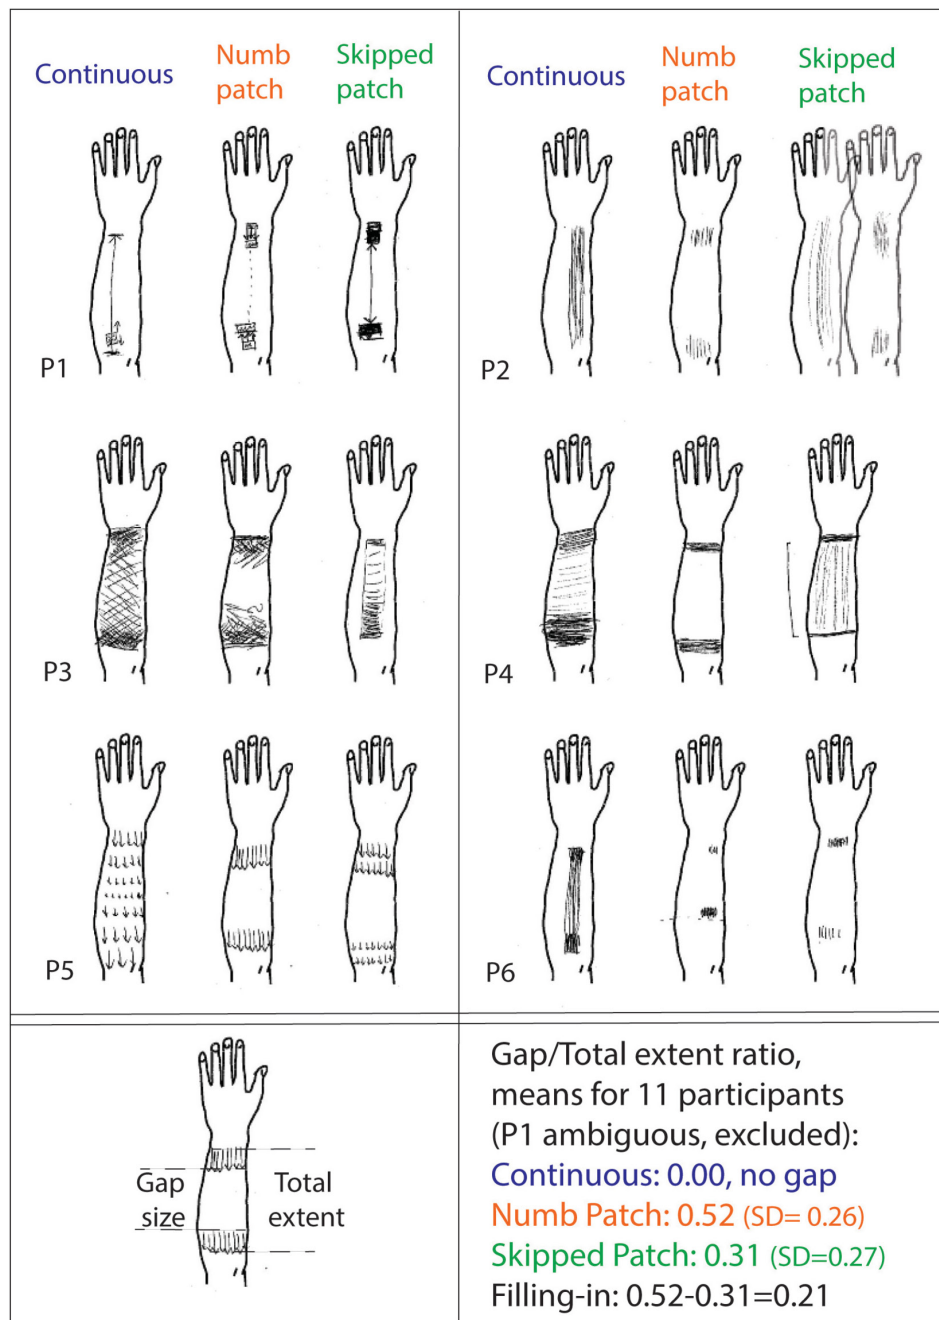 Continuous
Numb
patch
Skipped
patch
Continuous
Numb
patch
Skipped
patch
P1
P2
P3
P4
P5
P6
Gap
size
Total
extent
Gap/Total extent ratio,
means for 11 participants
(P1 ambiguous, excluded):
Continuous: 0.00, no gap
Numb Patch: 0.52 (SD= 0.26)
Skipped Patch: 0.31 (SD=0.27)
Filling-in: 0.52-0.31=0.21